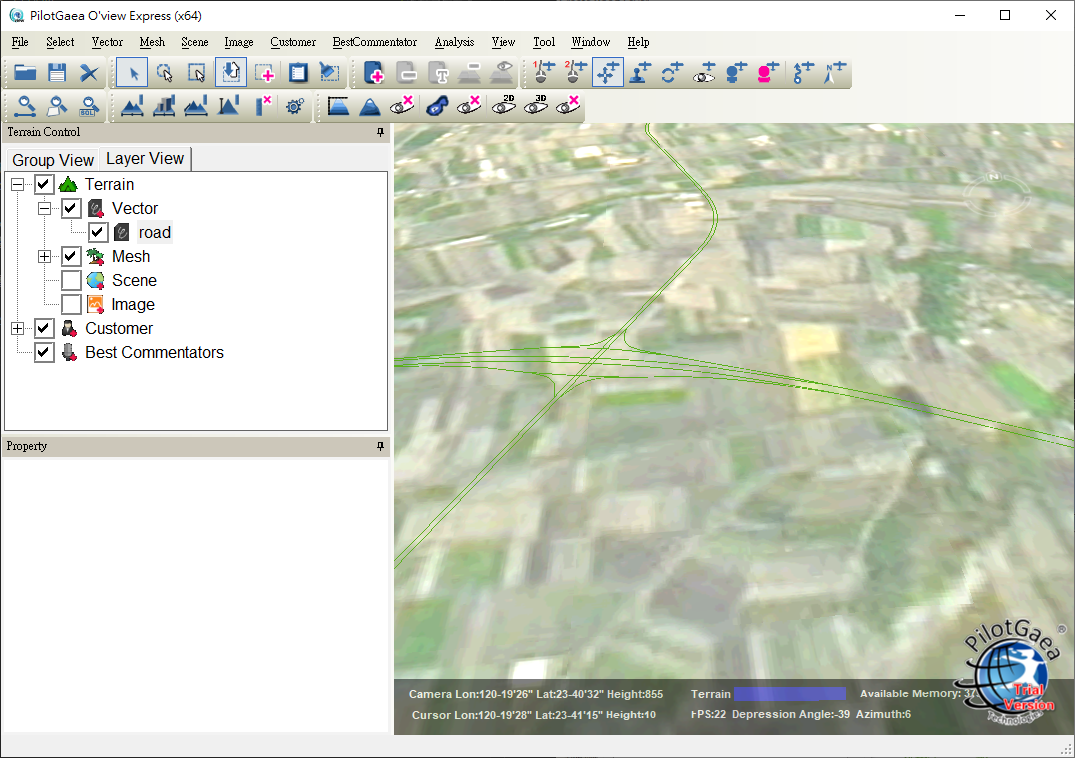 PilotGaea O'view Express (x64)
File Select Vector Mesh Scene Image Customer BestCommentator Analysis View Tool Window Help
1 2
SQL 2D 3D
Terrain Control
Group View Layer View
Terrain
Vector
road
Mesh
Scene
Image
Customer
Best Commentators
Property
N
PilotGaea ®
Trial
Version
Technologies
Camera Lon:120-19'26" Lat:23-40'32" Height:855 Terrain Available Memory:
Cursor Lon:120-19'28" Lat:23-41'15" Height:10 FPS:22 Depression Angle:-39 Azimuth:6